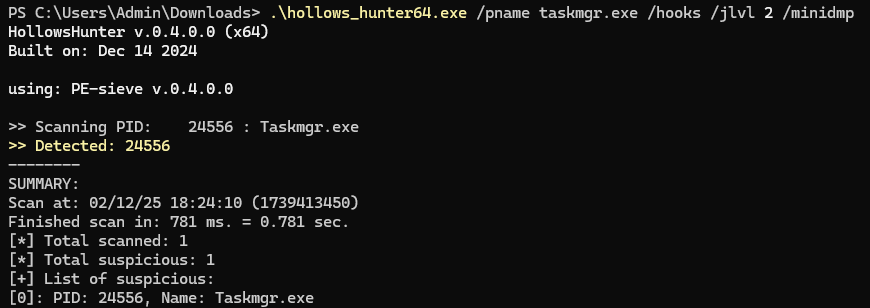 PS C:\Users\Admin\Downloads> .\hollows_hunter64.exe /pname taskmgr.exe /hooks /jlvl 2 /minidmp
HollowsHunter v.0.4.0.0 (x64)
Built on: Dec 14 2024
using: PE-sieve v.0.4.0.0
>> Scanning PID:    24556 : Taskmgr.exe
>> Detected: 24556
--------
SUMMARY:
Scan at: 02/12/25 18:24:10 (1739413450)
Finished scan in: 781 ms. = 0.781 sec.
[*] Total scanned: 1
[*] Total suspicious: 1
[+] List of suspicious:
[0]: PID: 24556, Name: Taskmgr.exe